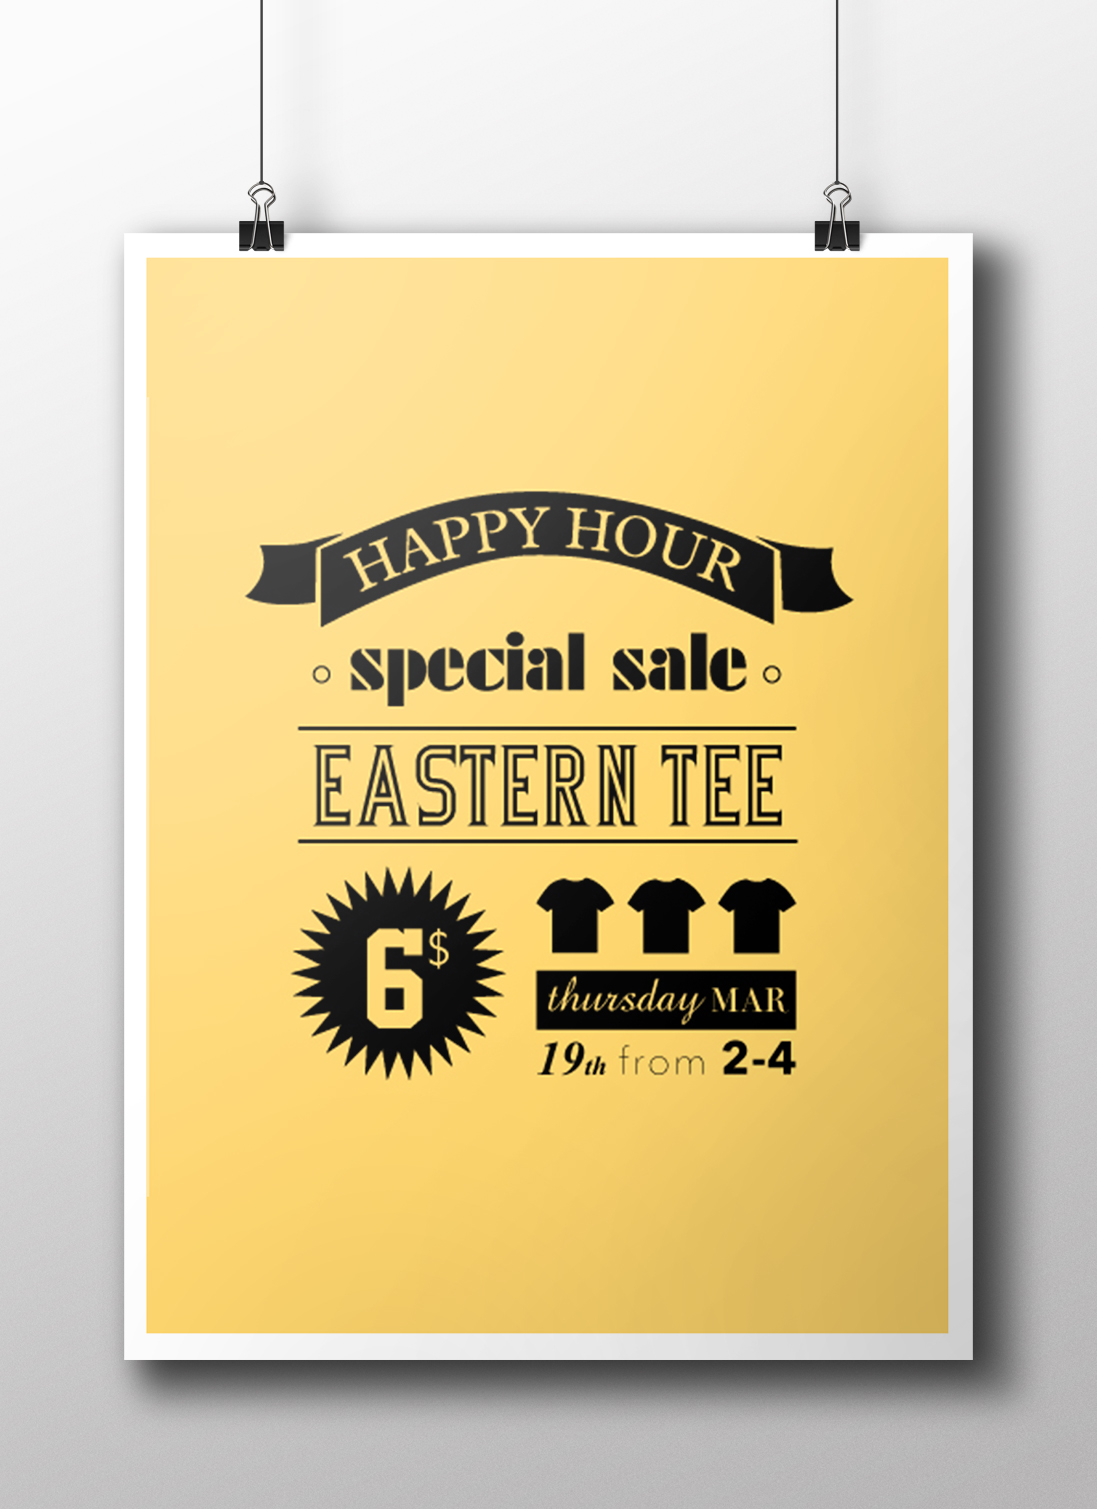 HAPPY HOUR
special sale
EASTERN TEE
6$
thursday MAR
19th from 2-4